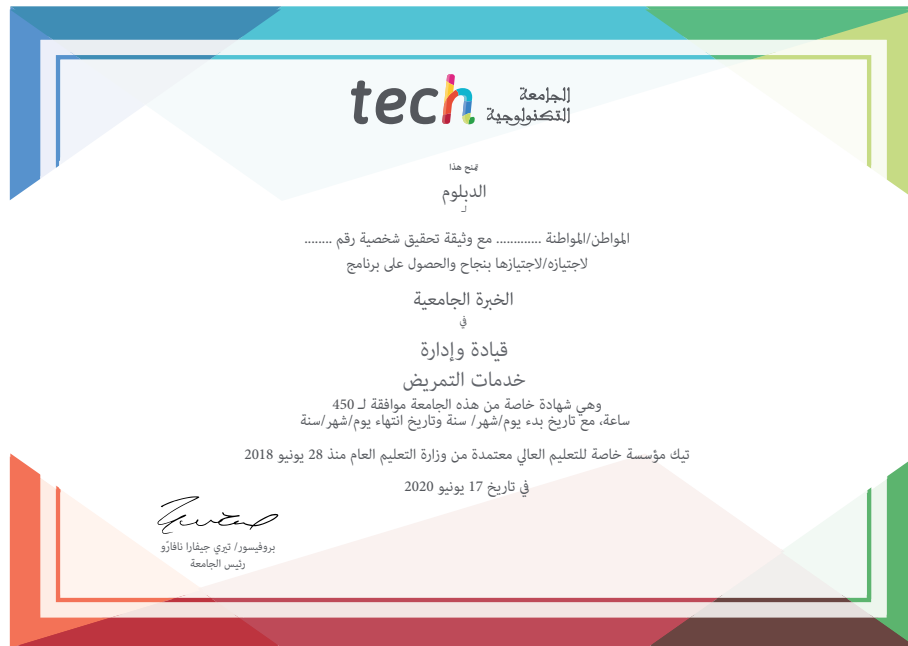 tech الجامعة
التكنولوجية
تمنح هذا
الدبلوم
لـ
المواطن/المواطنة ............. مع وثيقة تحقيق شخصية رقم ........
لاجتيازه/لاجتيازها بنجاح والحصول على برنامج
الخبرة الجامعية
في
قيادة وإدارة
خدمات التمريض
وهي شهادة خاصة من هذه الجامعة موافقة لـ 450
ساعة، مع تاريخ بدء يوم/شهر/ سنة وتاريخ انتهاء يوم/شهر/سنة
تيك مؤسسة خاصة للتعليم العالي معتمدة من وزارة التعليم العام منذ 28 يونيو 2018
في تاريخ 17 يونيو 2020
بروفيسور/ تيري جيفارا نافارّو
رئيس الجامعة